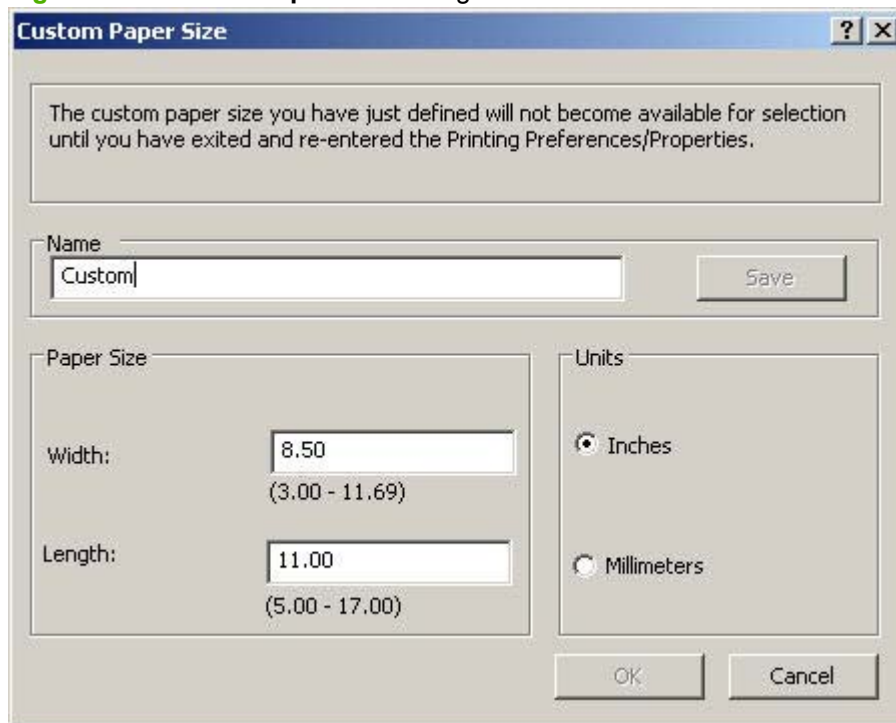 Custom Paper Size
The custom paper size you have just defined will not become available for selection
until you have exited and re-entered the Printing Preferences/Properties.
Name
Custom
Save
Paper Size
Width:
8.50
(3.00 - 11.69)
Length:
11.00
(5.00 - 17.00)
Units
Inches
Millimeters
OK
Cancel